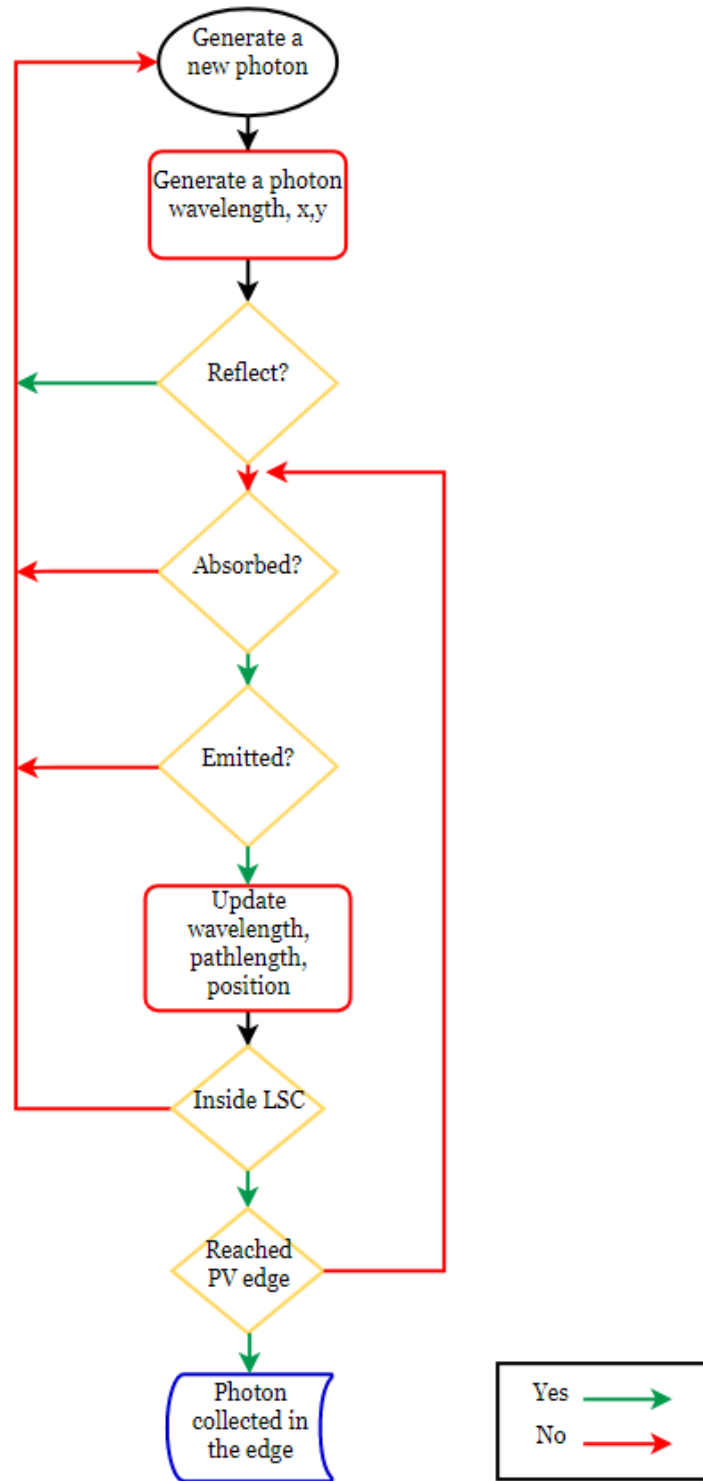 Generate a
new photon
Generate a photon
wavelength, x,y
Reflect?
Absorbed?
Emitted?
Update
wavelength,
pathlength,
position
Inside LSC
Reached
PV edge
Photon
collected in
the edge
Yes
No